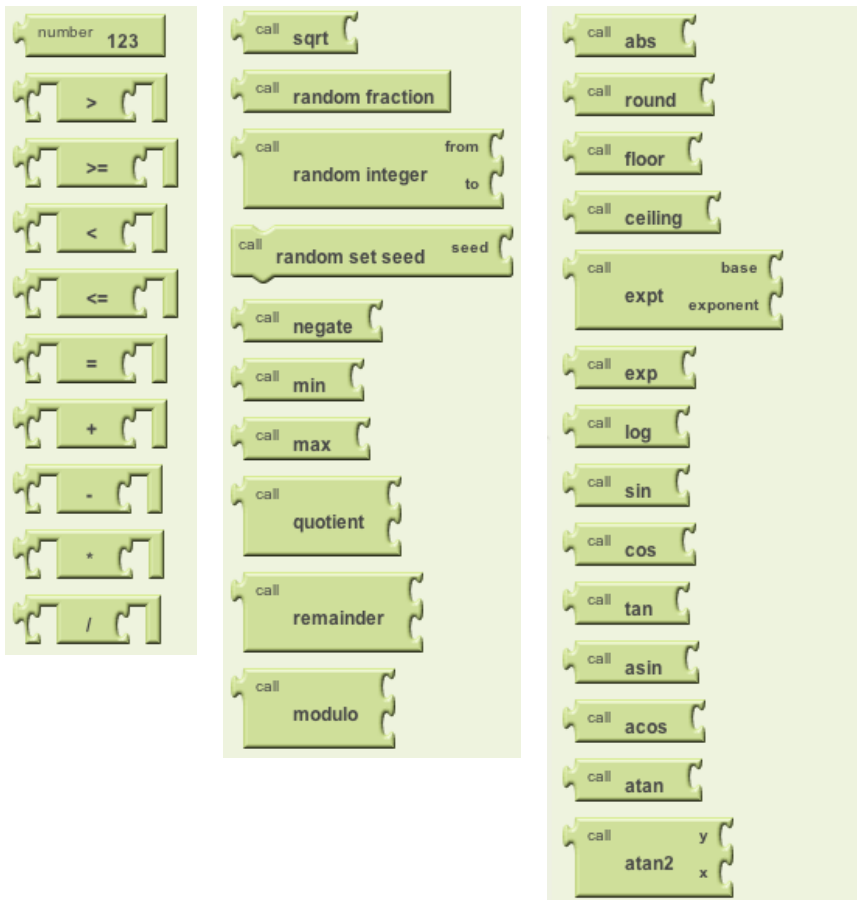 number 123
>
>=
<
<=
=
+
-
*
/
call sqrt
call random fraction
call random integer from
to
call random set seed seed
call negate
call min
call max
call quotient
call remainder
call modulo
call abs
call round
call floor
call ceiling
call expt base
exponent
call exp
call log
call sin
call cos
call tan
call asin
call acos
call atan
call atan2 y
x